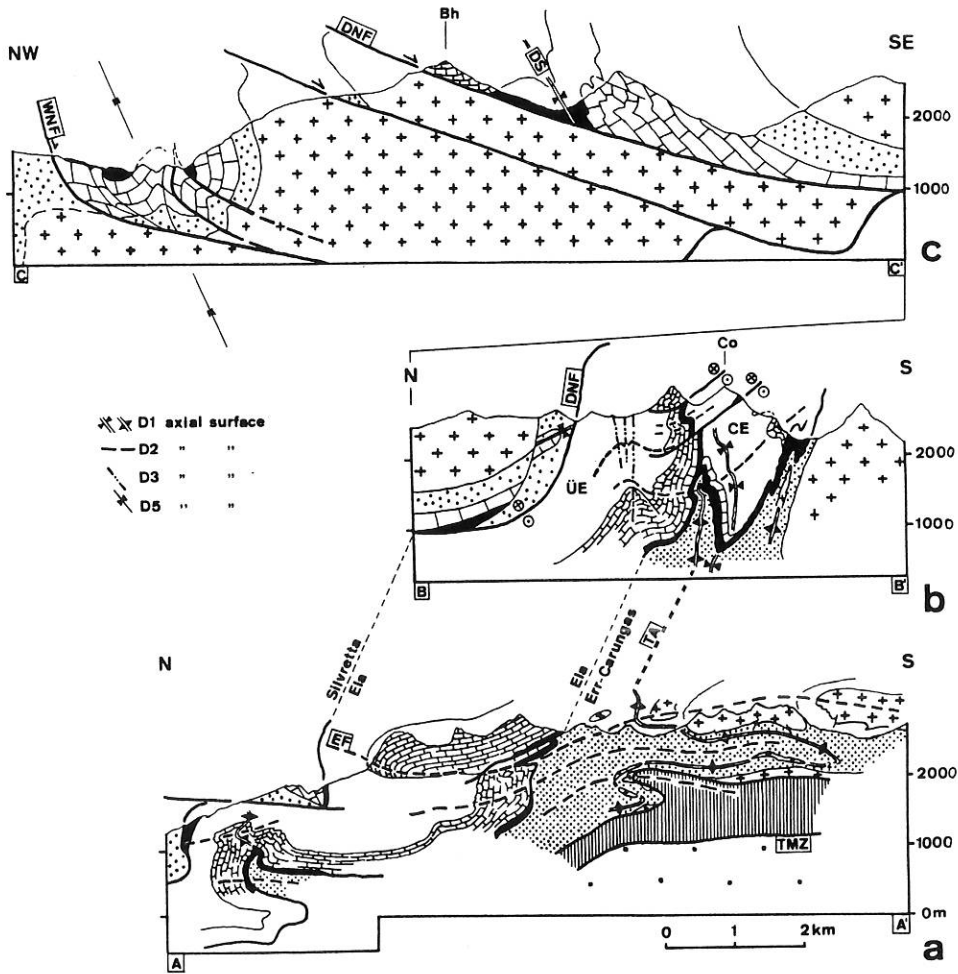 Bh
NW
DNF
DS
SE
WNF
2000
1000
C
C'
c
Co
N
DNF
S
D1 axial surface
D2 " "
D3 " "
D5 " "
CE
ÜE
2000
1000
B
B'
b
N
Silvretta
Ela
Ela
Err-Carungas
TA
S
EF
2000
1000
TMZ
0m
A
A'
0 1 2km
a